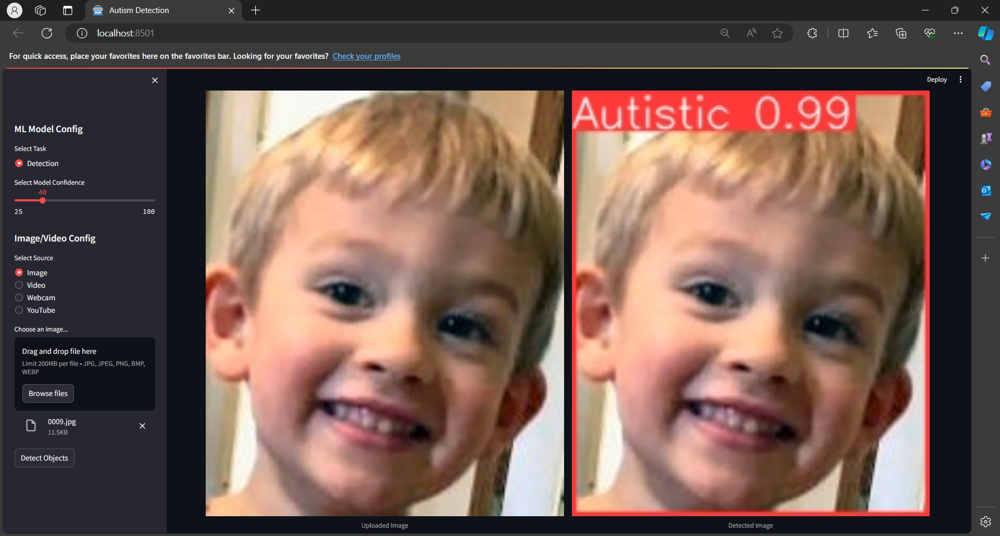 Autism Detection
localhost:8501
For quick access, place your favorites here on the favorites bar. Looking for your favorites? Check your profiles
Deploy
ML Model Config
Select Task
Detection
Select Model Confidence
40
25 100
Image/Video Config
Select Source
Image
Video
Webcam
YouTube
Choose an image...
Drag and drop file here
Limit 200MB per file • JPG, JPEG, PNG, BMP,
WEBP
Browse files
0009.jpg
11.5KB
Detect Objects
Autistic 0.99
Uploaded Image
Detected Image